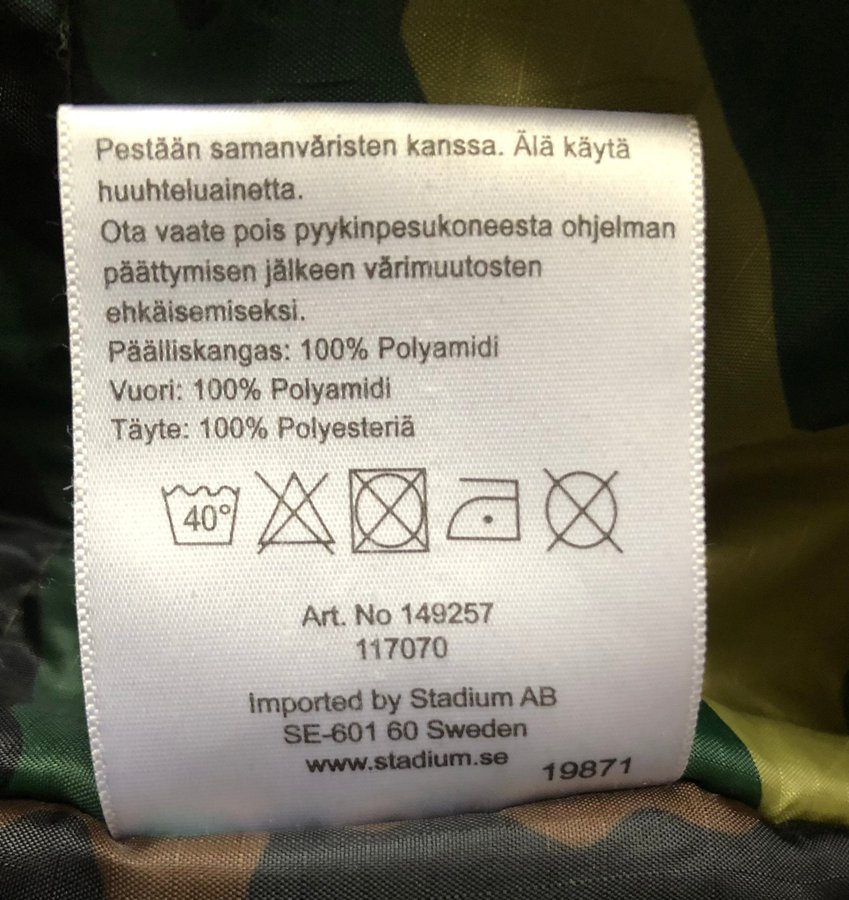 Pestään samanväristen kanssa. Älä käytä
huuhteluainetta.
Ota vaate pois pyykinpesukoneesta ohjelman
päättymisen jälkeen värimuutosten
ehkäisemiseksi.
Päälliskangas: 100% Polyamidi
Vuori: 100% Polyamidi
Täyte: 100% Polyesteriä
40°
Art. No 149257
117070
Imported by Stadium AB
SE-601 60 Sweden
www.stadium.se
19871